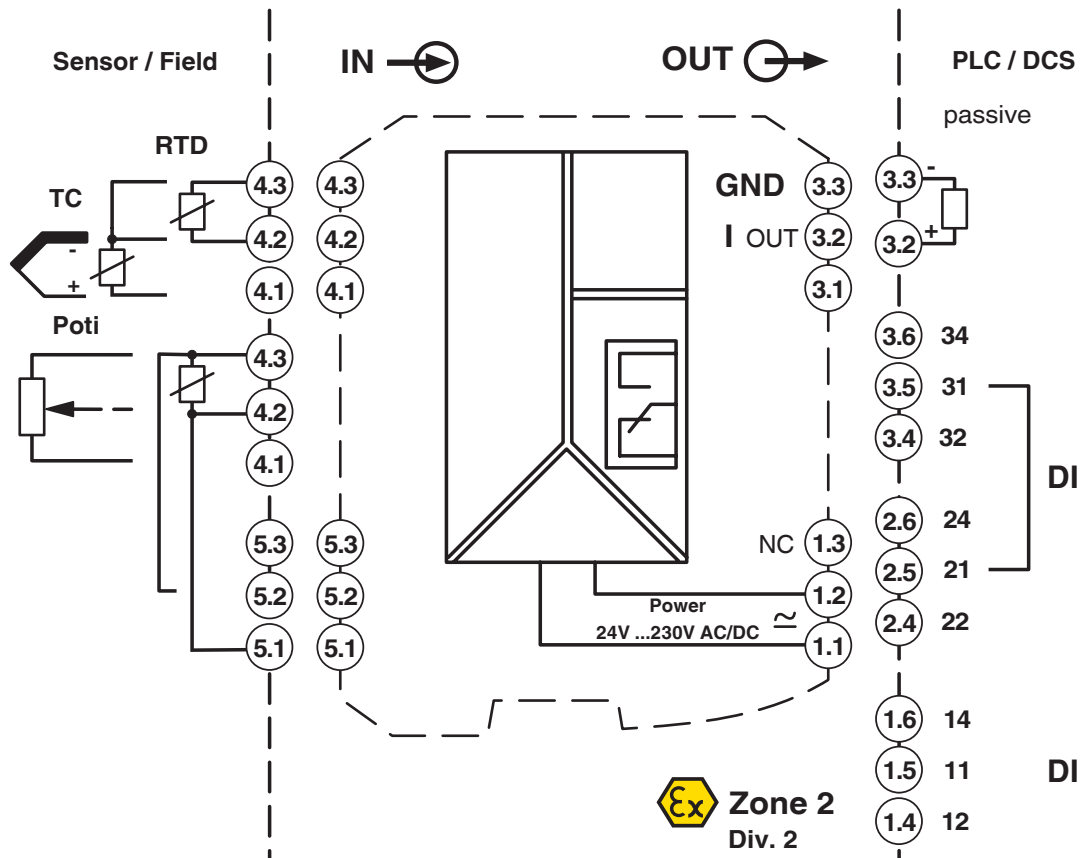 Sensor / Field
IN
OUT
PLC / DCS
passive
RTD
TC
-
+
4.3
4.2
4.1
4.3
4.2
4.1
GND 3.3
I OUT 3.2
3.1
3.3 -
3.2 +
Poti
4.3
4.2
4.1
3.6 34
3.5 31
3.4 32
DI
5.3
5.2
5.1
5.3
5.2
5.1
NC 1.3
1.2
1.1
Power
24V ...230V AC/DC
2.6 24
2.5 21
2.4 22
1.6 14
1.5 11
1.4 12
DI
Ex Zone 2
Div. 2